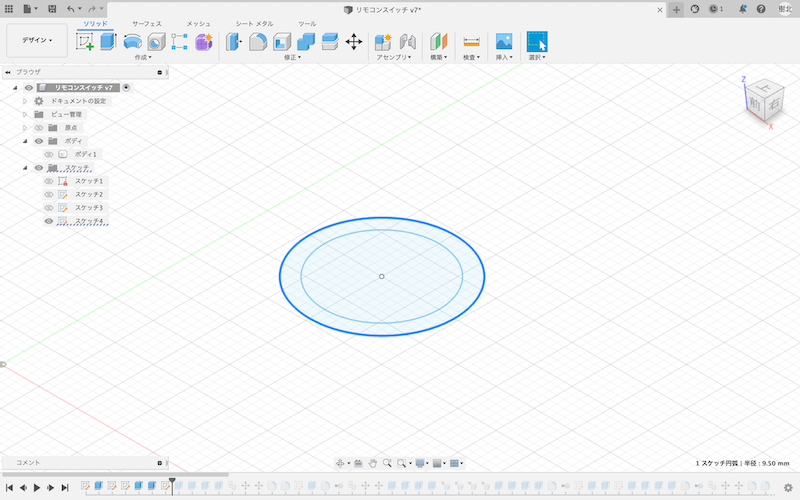 リモコンスイッチ v7*
1
樹北
デザイン
ソリッド サーフェス メッシュ シート メタル ツール
作成 修正 アセンブリ 構築 検査 挿入 選択
ブラウザ
リモコンスイッチ v7
ドキュメントの設定
ビュー管理
原点
ボディ
ボディ1
スケッチ
スケッチ1
スケッチ2
スケッチ3
スケッチ4
Z
上
前
右
X
コメント
1 スケッチ円弧 | 半径 : 9.50 mm